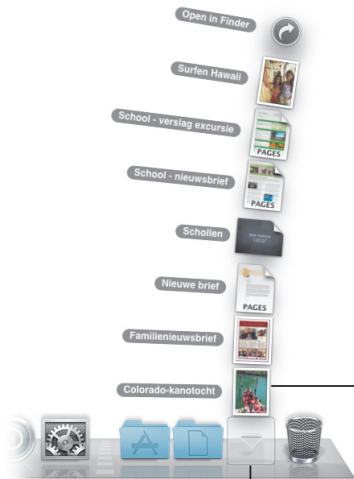 Open in Finder
Surfen Hawaii
School - verslag excursie
PAGES
School - nieuwsbrief
PAGES
Schollen
Nieuwe brief
PAGES
Familienieuwsbrief
Colorado-kanotocht